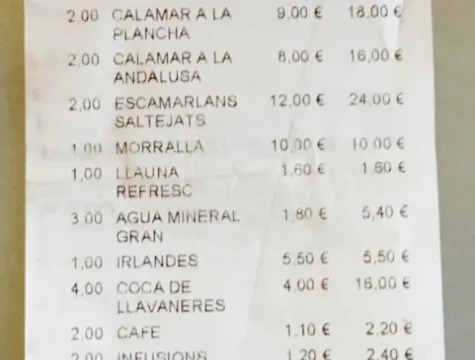 2,00 CALAMAR A LA 9,00 € 18,00 €
PLANCHA
2,00 CALAMAR A LA 8,00 € 16,00 €
ANDALUSA
2,00 ESCAMARLANS 12,00 € 24,00 €
SALTEJATS
1,00 MORRALLA 10,00 € 10,00 €
1,00 LLAUNA 1,60 € 1,60 €
REFRESC
3,00 AGUA MINERAL 1,80 € 5,40 €
GRAN
1,00 IRLANDES 5,50 € 5,50 €
4,00 COCA DE 4,00 € 16,00 €
LLAVANERES
2,00 CAFE 1,10 € 2,20 €
2,00 INFUSIONS 1,20 € 2,40 €